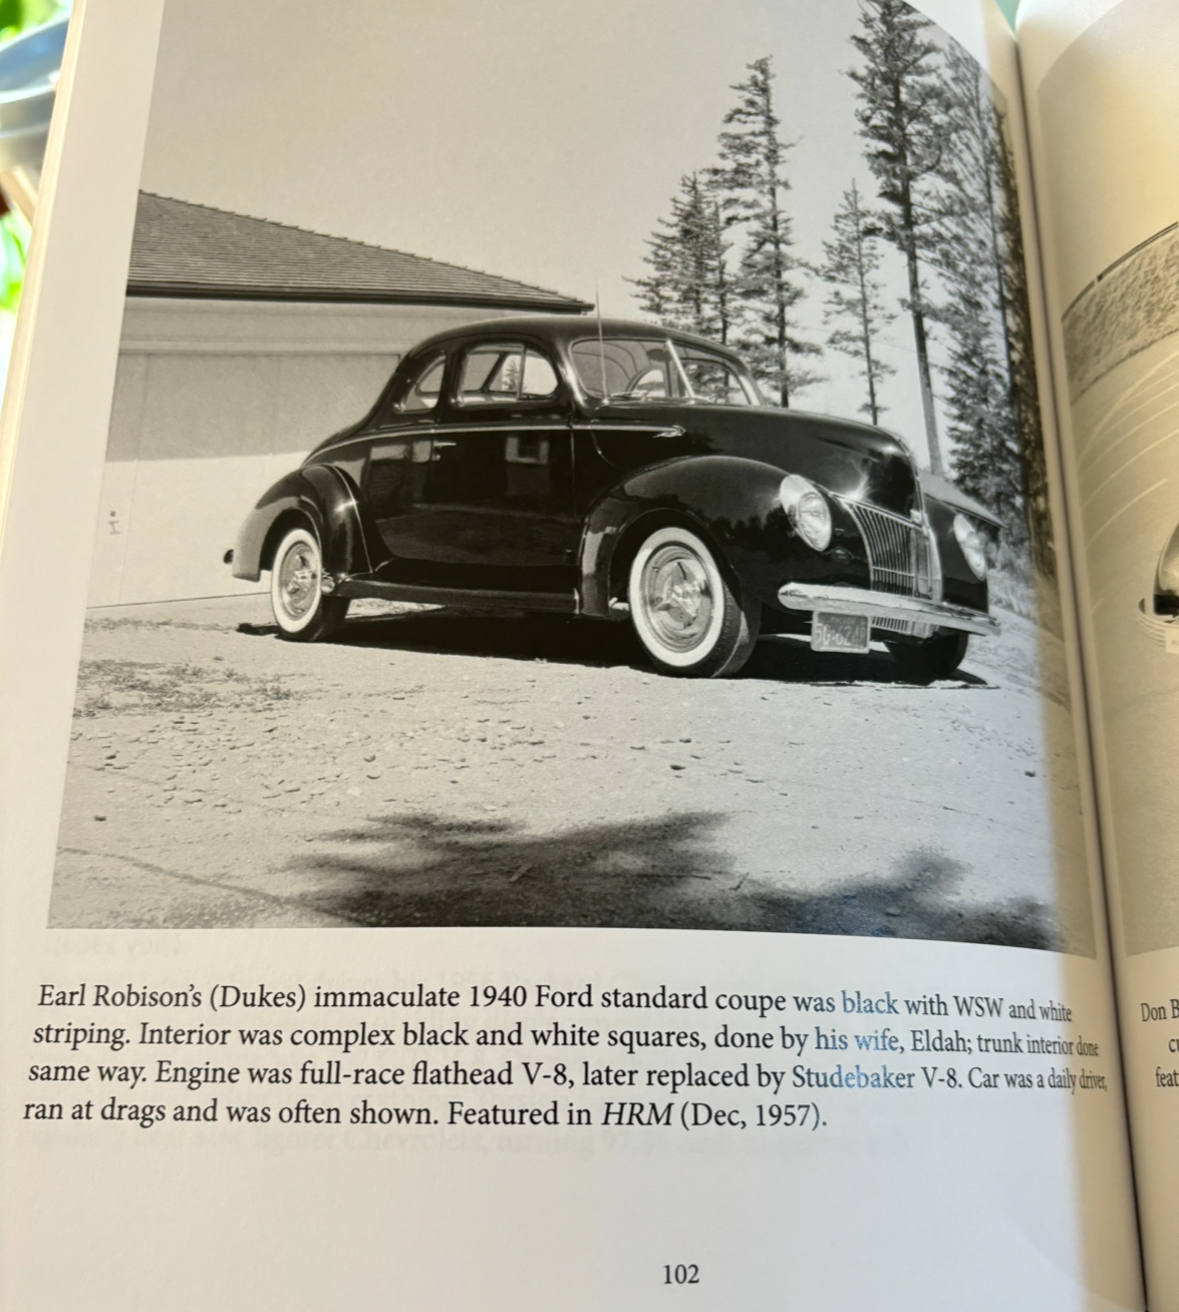 Earl Robison's (Dukes) immaculate 1940 Ford standard coupe was black with WSW and white
striping. Interior was complex black and white squares, done by his wife, Eldah; trunk interior done
same way. Engine was full-race flathead V-8, later replaced by Studebaker V-8. Car was a daily driver,
ran at drags and was often shown. Featured in HRM (Dec, 1957).
102
Don B
feat